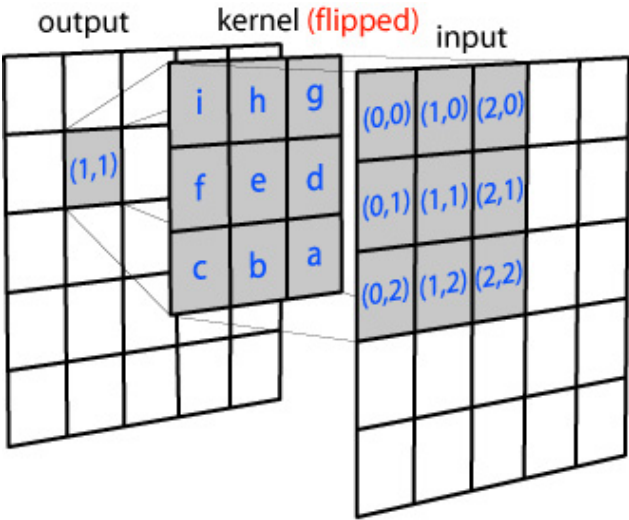 output
kernel (flipped)
input
(1,1)
i h g
f e d
c b a
(0,0) (1,0) (2,0)
(0,1) (1,1) (2,1)
(0,2) (1,2) (2,2)